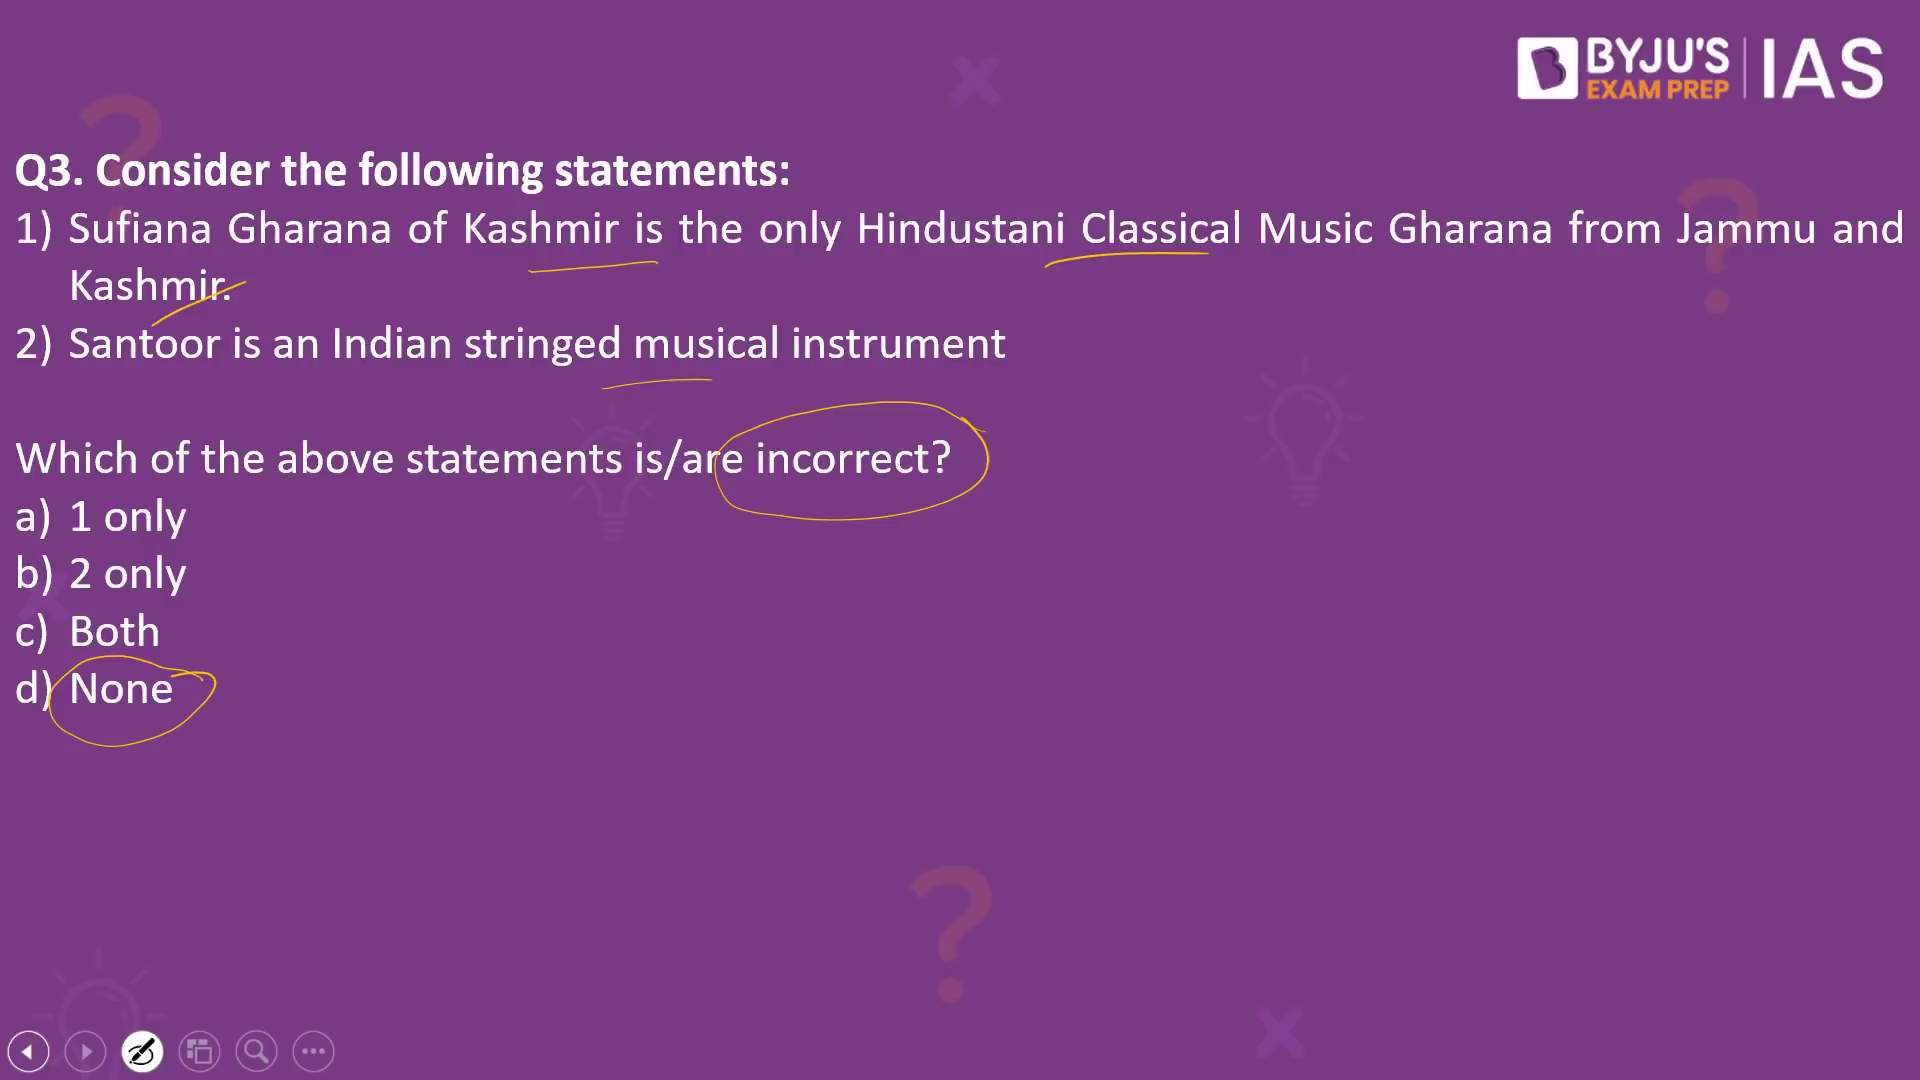 BYJU'S
EXAM PREP
IAS
Q3. Consider the following statements:
1) Sufiana Gharana of Kashmir is the only Hindustani Classical Music Gharana from Jammu and
Kashmir.
2) Santoor is an Indian stringed musical instrument
Which of the above statements is/are incorrect?
a) 1 only
b) 2 only
c) Both
d) None